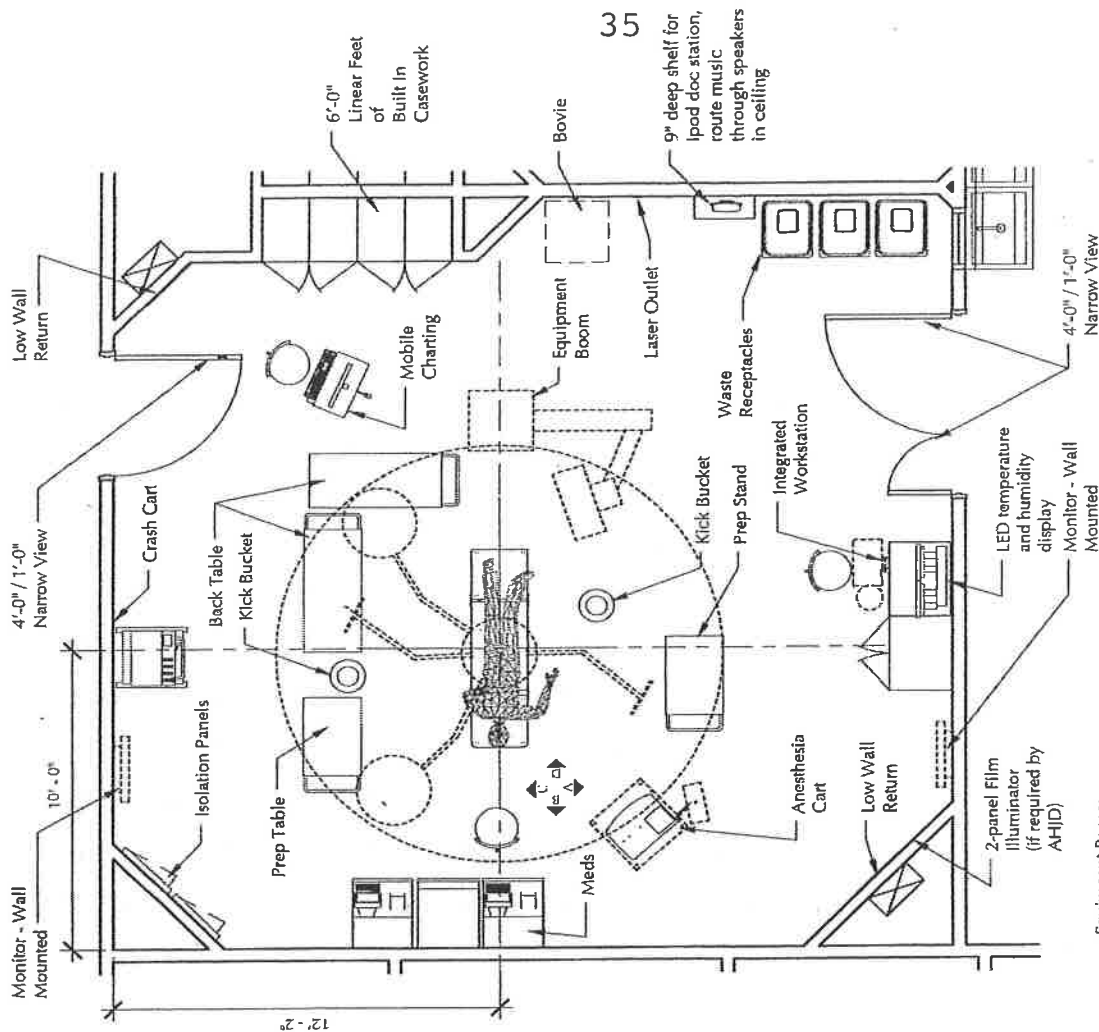 35
Low Wall
Return
6'-0"
Linear Feet
of
Built In
Casework
4'-0" / 1'-0"
Narrow View
Crash Cart
Mobile
Charting
Bovie
9" deep shelf for
Ipod doc station,
route music
through speakers
in ceiling
Equipment
Boom
Laser Outlet
Waste
Receptacles
Back Table
Kick Bucket
Kick Bucket
Prep Stand
Integrated
Workstation
4'-0" / 1'-0"
Narrow View
Monitor - Wall
Mounted
10' - 0"
Isolation Panels
Prep Table
LED temperature
and humidity
display
Monitor - Wall
Mounted
Anesthesia
Cart
Low Wall
Return
Meds
2-panel Film
Illuminator
(if required by
AHJD)
12' - 2"
A
B
C
D